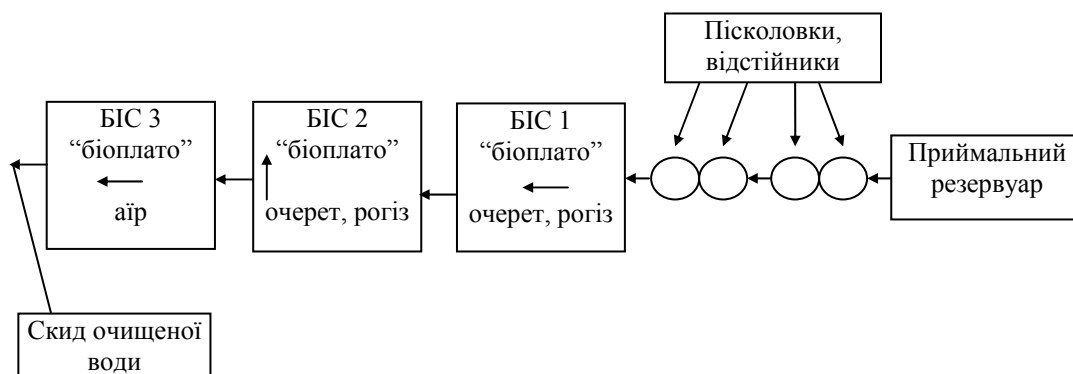 Пісколовки,
відстійники
БІС 3
“біоплато”
аїр
БІС 2
“біоплато”
очерет, рогіз
БІС 1
“біоплато”
очерет, рогіз
Приймальний
резервуар
Скид очищеної
води